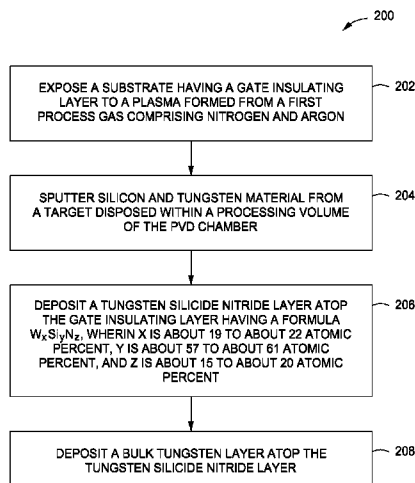 200
EXPOSE A SUBSTRATE HAVING A GATE INSULATING
LAYER TO A PLASMA FORMED FROM A FIRST
PROCESS GAS COMPRISING NITROGEN AND ARGON
202
SPUTTER SILICON AND TUNGSTEN MATERIAL FROM
A TARGET DISPOSED WITHIN A PROCESSING VOLUME
OF THE PVD CHAMBER
204
DEPOSIT A TUNGSTEN SILICIDE NITRIDE LAYER ATOP
THE GATE INSULATING LAYER HAVING A FORMULA
WxSiyNz, WHERIN X IS ABOUT 19 TO ABOUT 22 ATOMIC
PERCENT, Y IS ABOUT 57 TO ABOUT 61 ATOMIC
PERCENT, AND Z IS ABOUT 15 TO ABOUT 20 ATOMIC
PERCENT
206
DEPOSIT A BULK TUNGSTEN LAYER ATOP THE
TUNGSTEN SILICIDE NITRIDE LAYER
208